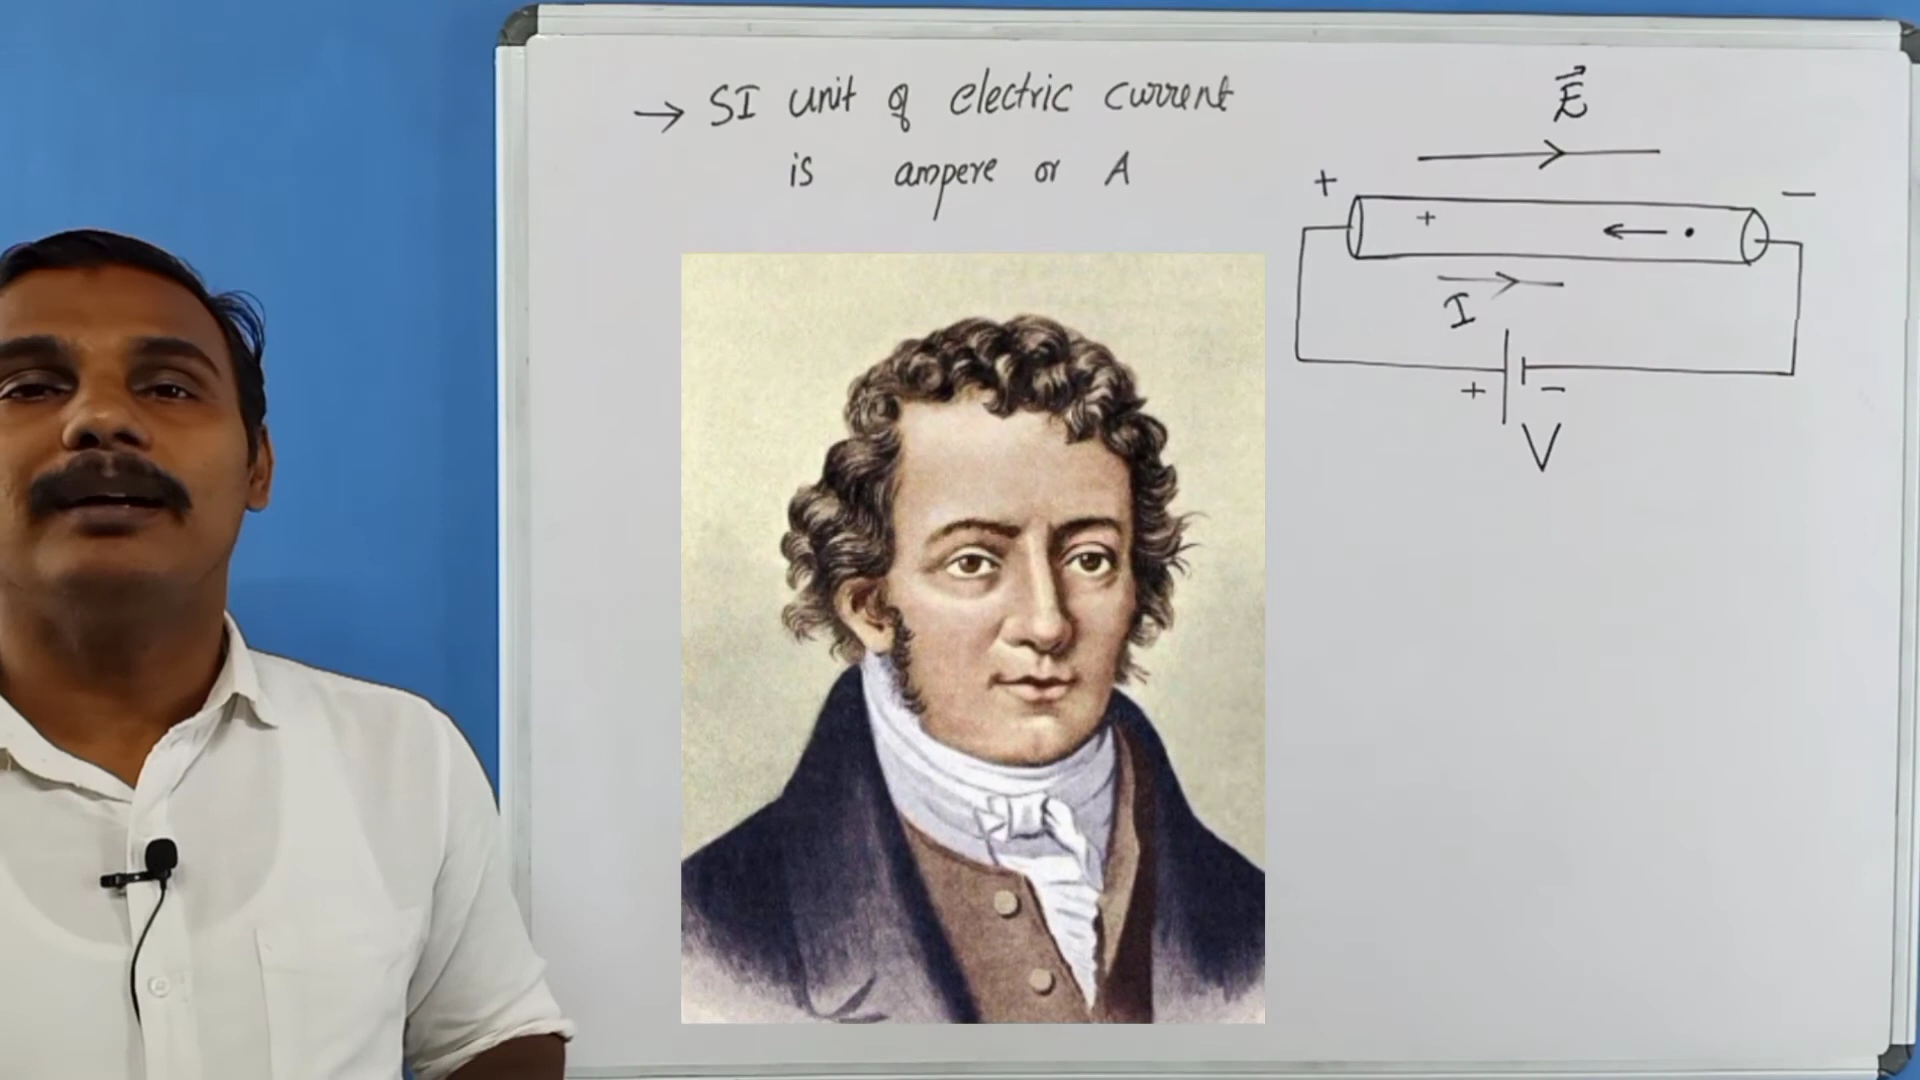 → SI unit of electric current
is ampere or A
E⃗
+ −
+
I
+ −
V